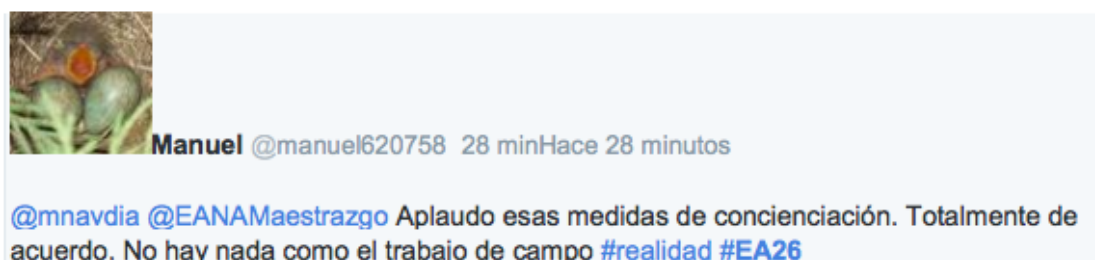 Manuel @manuel620758 28 minHace 28 minutos
@mnavdia @EANAMaestrazgo Aplaudo esas medidas de concienciación. Totalmente de
acuerdo. No hay nada como el trabajo de campo #realidad #EA26